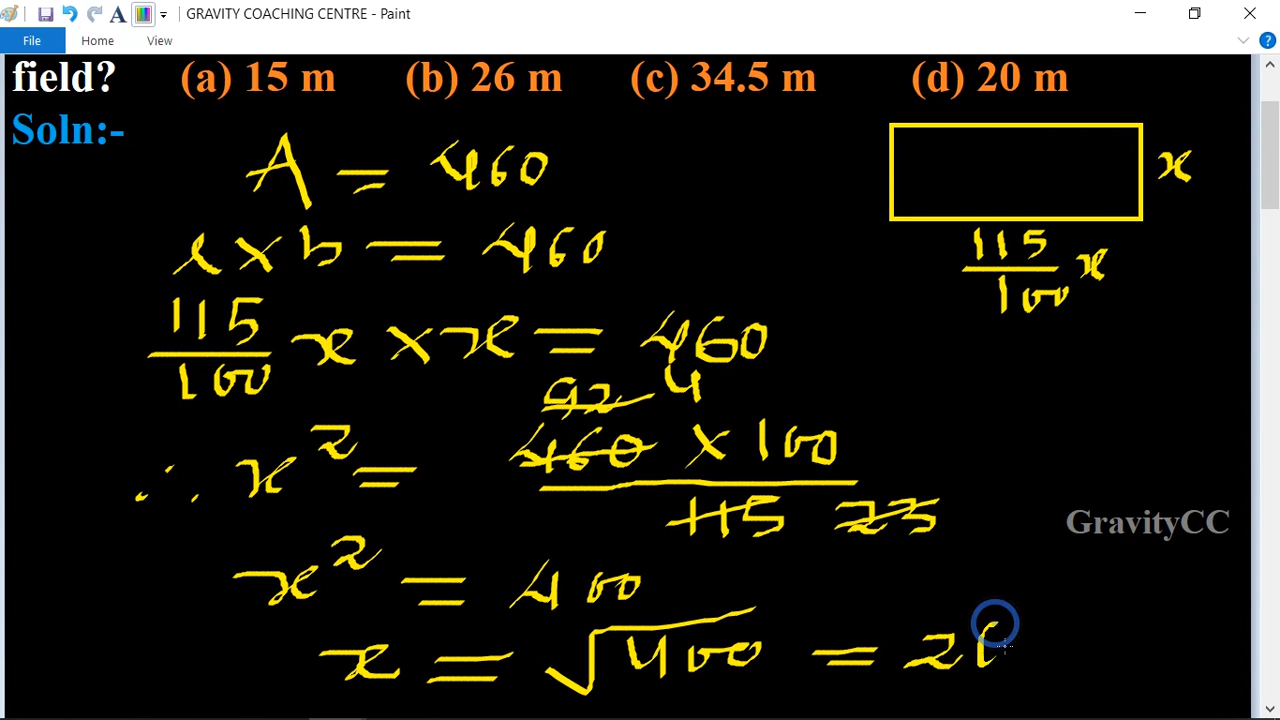 GRAVITY COACHING CENTRE - Paint
File Home View
field? (a) 15 m (b) 26 m (c) 34.5 m (d) 20 m
Soln:-
A = 460
x
l x b = 460
115/100 x
115/100 x × x = 460
92 4
∴ x² = 460 × 100 / 115 23
GravityCC
x² = 400
x = √400 = 20